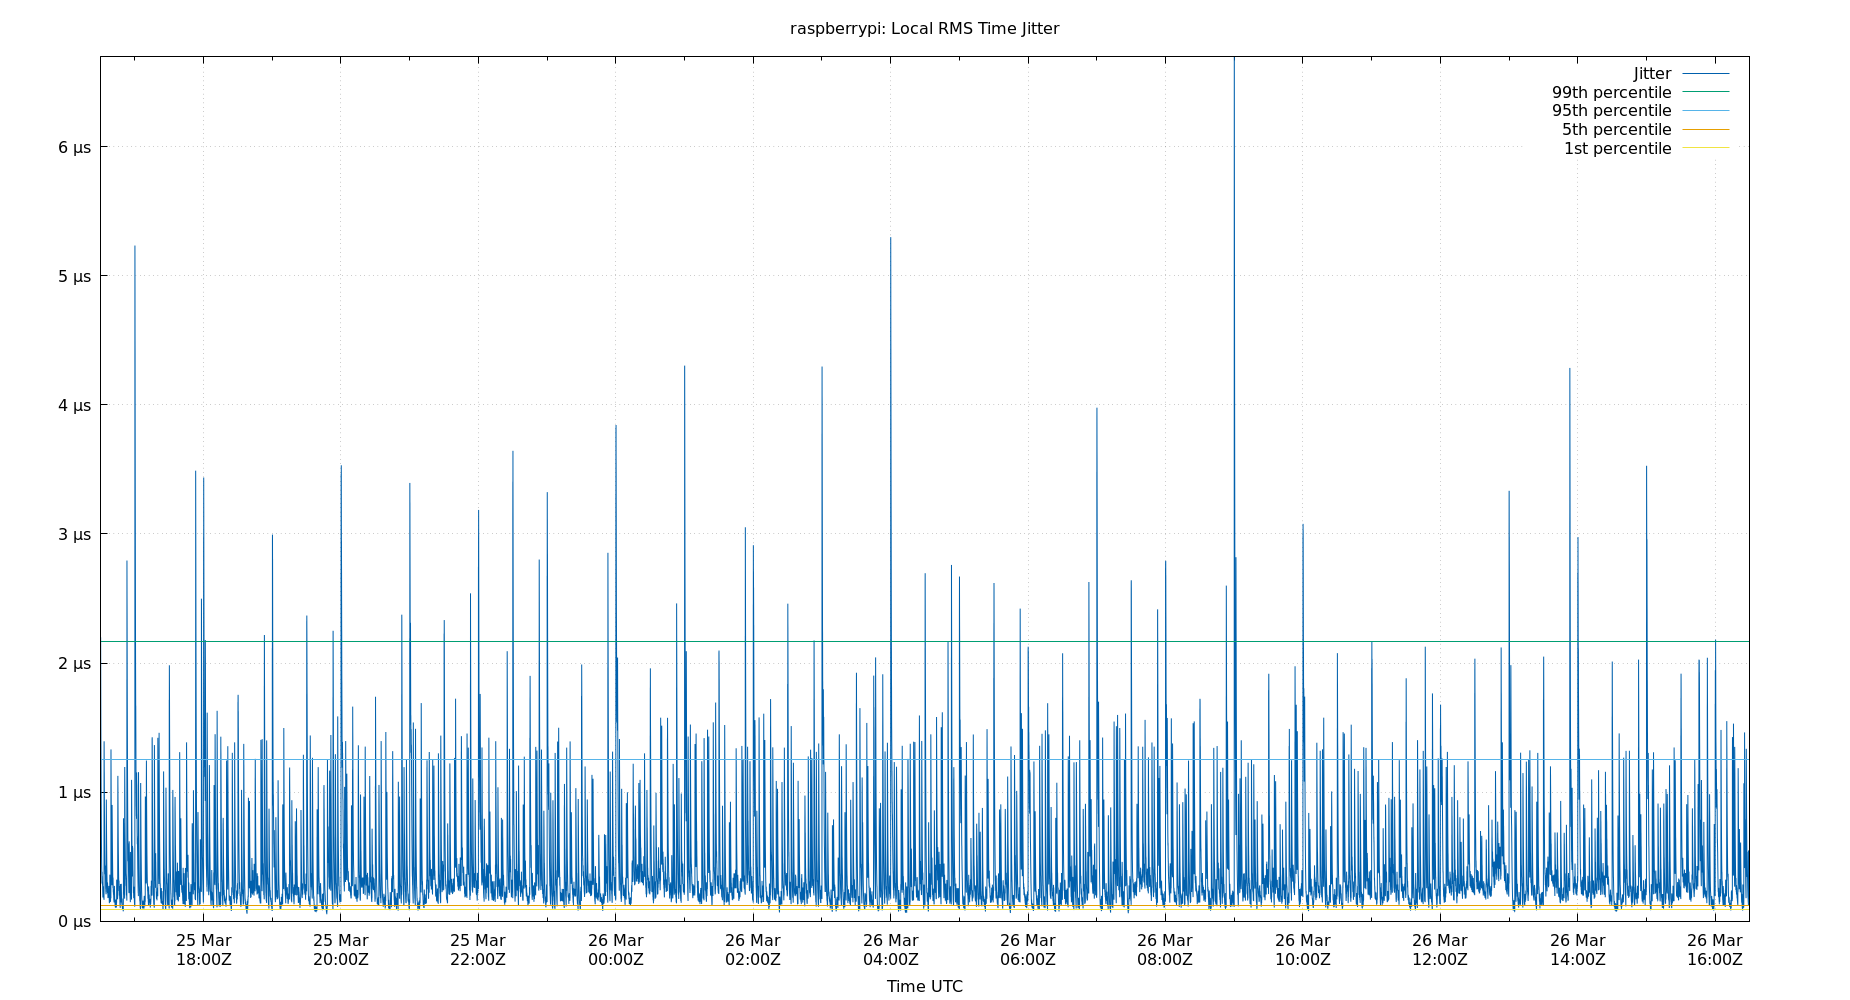 raspberrypi: Local RMS Time Jitter
Jitter
99th percentile
95th percentile
5th percentile
1st percentile
6 µs
5 µs
4 µs
3 µs
2 µs
1 µs
0 µs
25 Mar 25 Mar 25 Mar 26 Mar 26 Mar 26 Mar 26 Mar 26 Mar 26 Mar 26 Mar 26 Mar 26 Mar
18:00Z 20:00Z 22:00Z 00:00Z 02:00Z 04:00Z 06:00Z 08:00Z 10:00Z 12:00Z 14:00Z 16:00Z
Time UTC